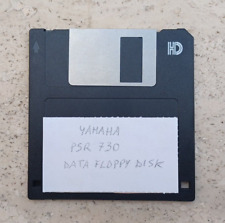 HD
YAMAHA
PSR 730
DATA FLOPPY DISK